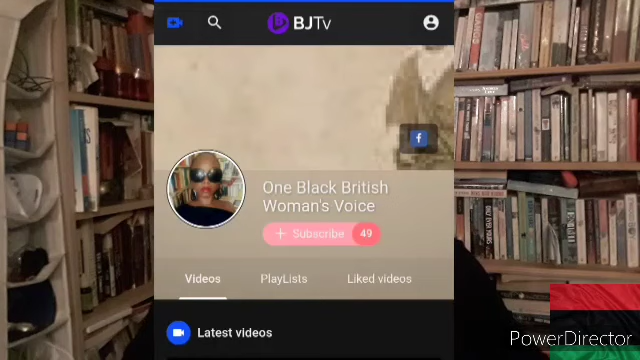 BJTv
One Black British
Woman's Voice
+ Subscribe 49
Videos PlayLists Liked videos
Latest videos
PowerDirector